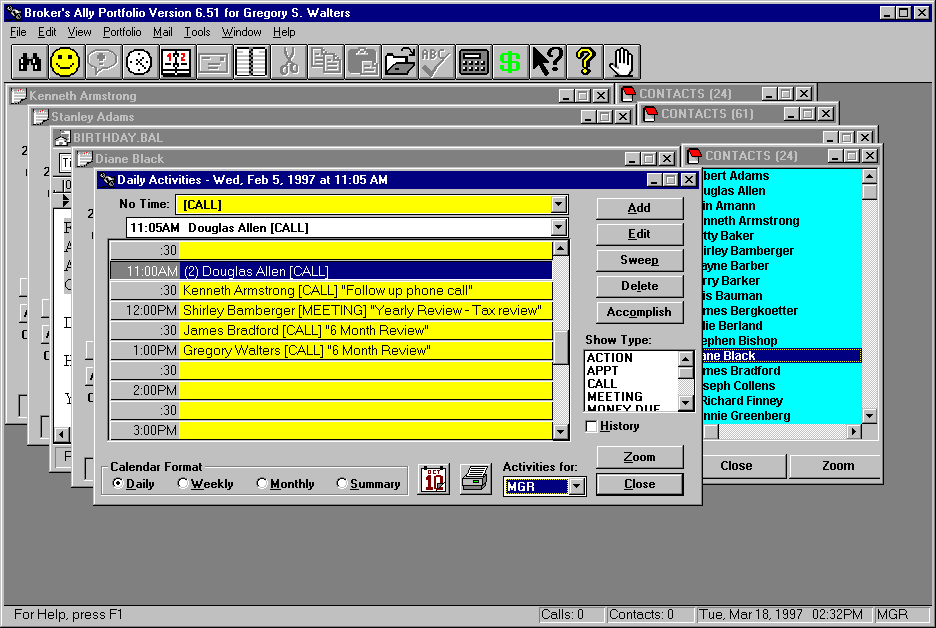 Broker's Ally Portfolio Version 6.51 for Gregory S. Walters
File Edit View Portfolio Mail Tools Window Help
ABC
Kenneth Armstrong
CONTACTS (24)
Stanley Adams
CONTACTS (61)
BIRTHDAY.BAL
Diane Black
CONTACTS (24)
Daily Activities - Wed, Feb 5, 1997 at 11:05 AM
No Time: [CALL]
11:05AM Douglas Allen [CALL]
:30
11:00AM (2) Douglas Allen [CALL]
:30 Kenneth Armstrong [CALL] "Follow up phone call"
12:00PM Shirley Bamberger [MEETING] "Yearly Review - Tax review"
:30 James Bradford [CALL] "6 Month Review"
1:00PM Gregory Walters [CALL] "6 Month Review"
:30
2:00PM
:30
3:00PM
Add
Edit
Sweep
Delete
Accomplish
Show Type:
ACTION
APPT
CALL
MEETING
MONEY DUE
History
Zoom
Close
Calendar Format
Daily Weekly Monthly Summary
OCT
Activities for:
MGR
bert Adams
uglas Allen
in Amann
nneth Armstrong
tty Baker
irley Bamberger
ayne Barber
rry Barker
is Bauman
mes Bergkoetter
lie Berland
ephen Bishop
ane Black
mes Bradford
seph Collens
Richard Finney
nnie Greenberg
Close Zoom
For Help, press F1
Calls: 0 Contacts: 0 Tue, Mar 18, 1997 02:32PM MGR